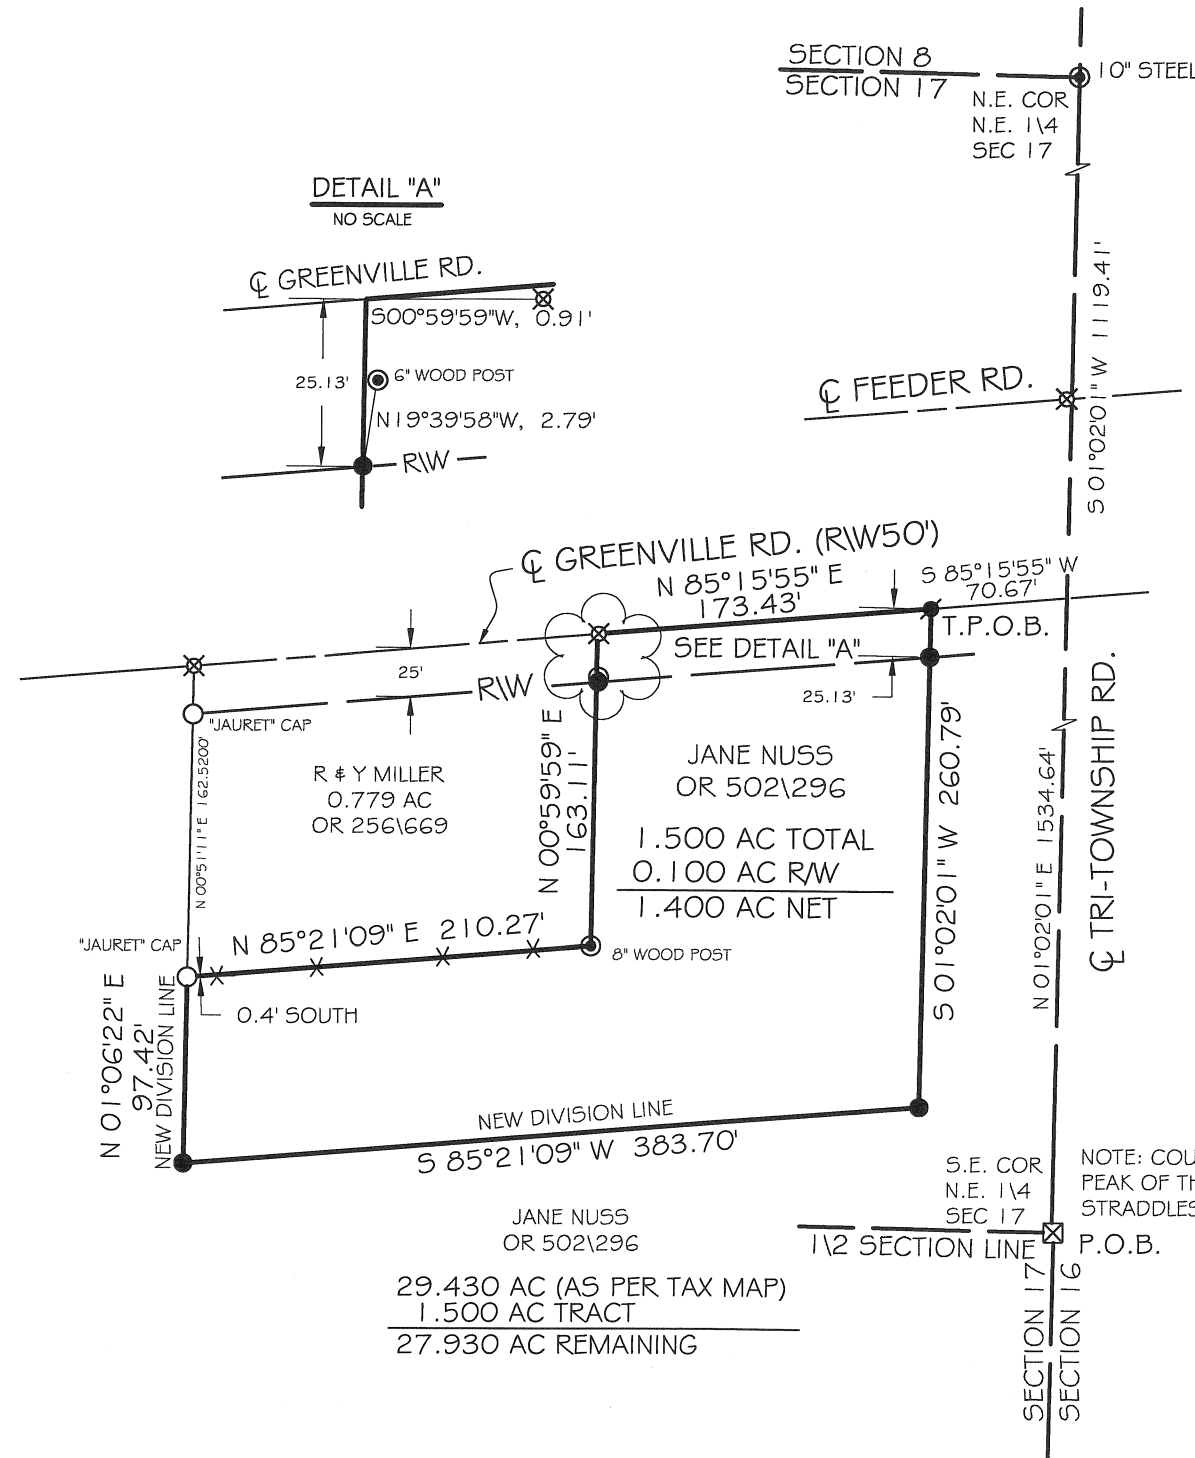 SECTION 8
SECTION 17
10" STEEL
N.E. COR
N.E. 1\4
SEC 17
DETAIL "A"
NO SCALE
℄ GREENVILLE RD.
S00°59'59"W, 0.91'
25.13'
6" WOOD POST
N19°39'58"W, 2.79'
R\W
S 01°02'01" W 1119.41'
℄ FEEDER RD.
℄ GREENVILLE RD. (R\W50')
N 85°15'55" E
173.43'
S 85°15'55" W
70.67'
T.P.O.B.
SEE DETAIL "A"
25'
R\W
25.13'
"JAURET" CAP
N 00°51'11" E 162.5200'
R & Y MILLER
0.779 AC
OR 256\669
N 00°59'59" E
163.11'
JANE NUSS
OR 502\296
1.500 AC TOTAL
0.100 AC R/W
1.400 AC NET
S 01°02'01" W 260.79'
N 01°02'01" E 1534.64'
℄ TRI-TOWNSHIP RD.
"JAURET" CAP
N 85°21'09" E 210.27'
8" WOOD POST
0.4' SOUTH
N 01°06'22" E
97.42'
NEW DIVISION LINE
NEW DIVISION LINE
S 85°21'09" W 383.70'
S.E. COR
N.E. 1\4
SEC 17
NOTE: COU
PEAK OF TH
STRADDLES
1\2 SECTION LINE
P.O.B.
JANE NUSS
OR 502\296
29.430 AC (AS PER TAX MAP)
1.500 AC TRACT
27.930 AC REMAINING
SECTION 17
SECTION 16